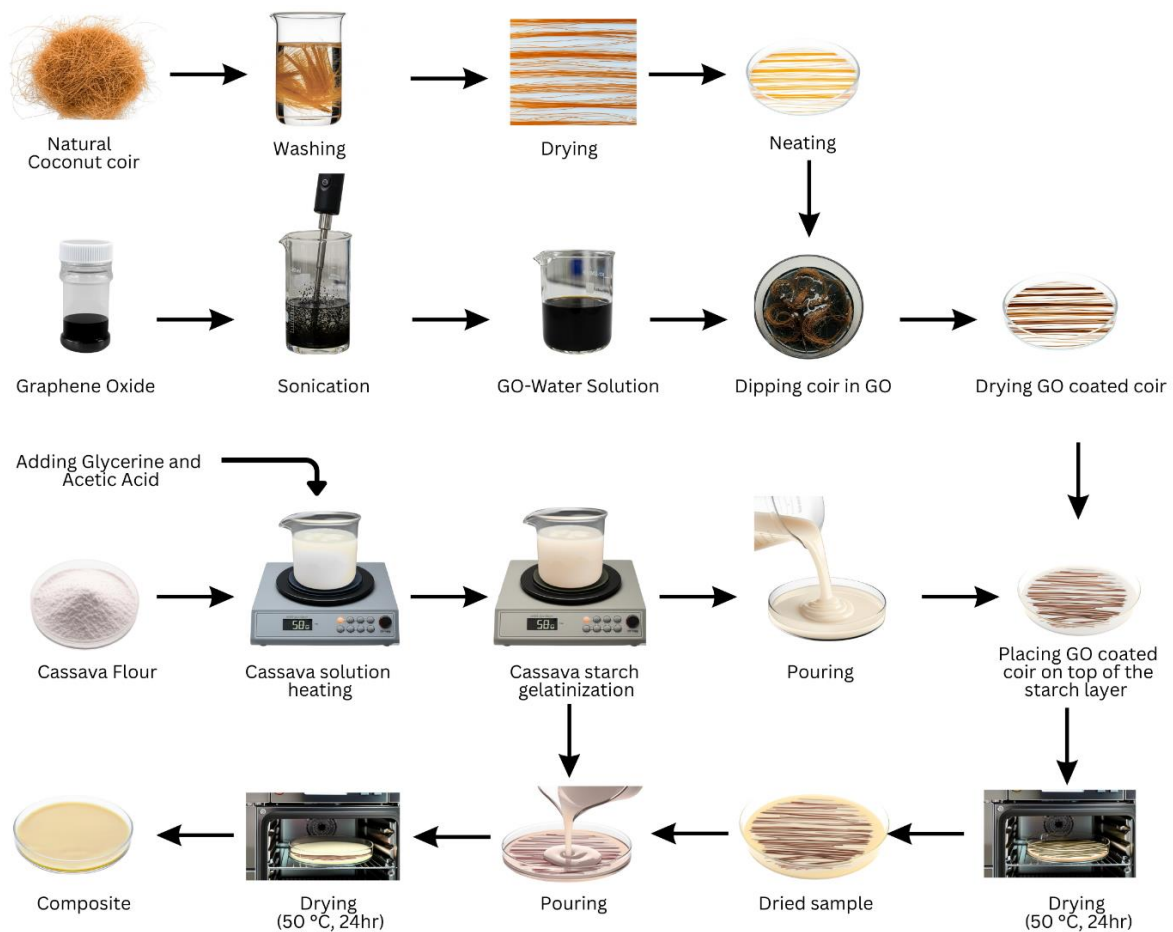 Natural
Coconut coir
Washing
Drying
Neating
Graphene Oxide
Sonication
GO-Water Solution
Dipping coir in GO
Drying GO coated coir
Adding Glycerine and
Acetic Acid
Cassava Flour
Cassava solution
heating
Cassava starch
gelatinization
Pouring
Placing GO coated
coir on top of the
starch layer
Composite
Drying
(50 °C, 24hr)
Pouring
Dried sample
Drying
(50 °C, 24hr)